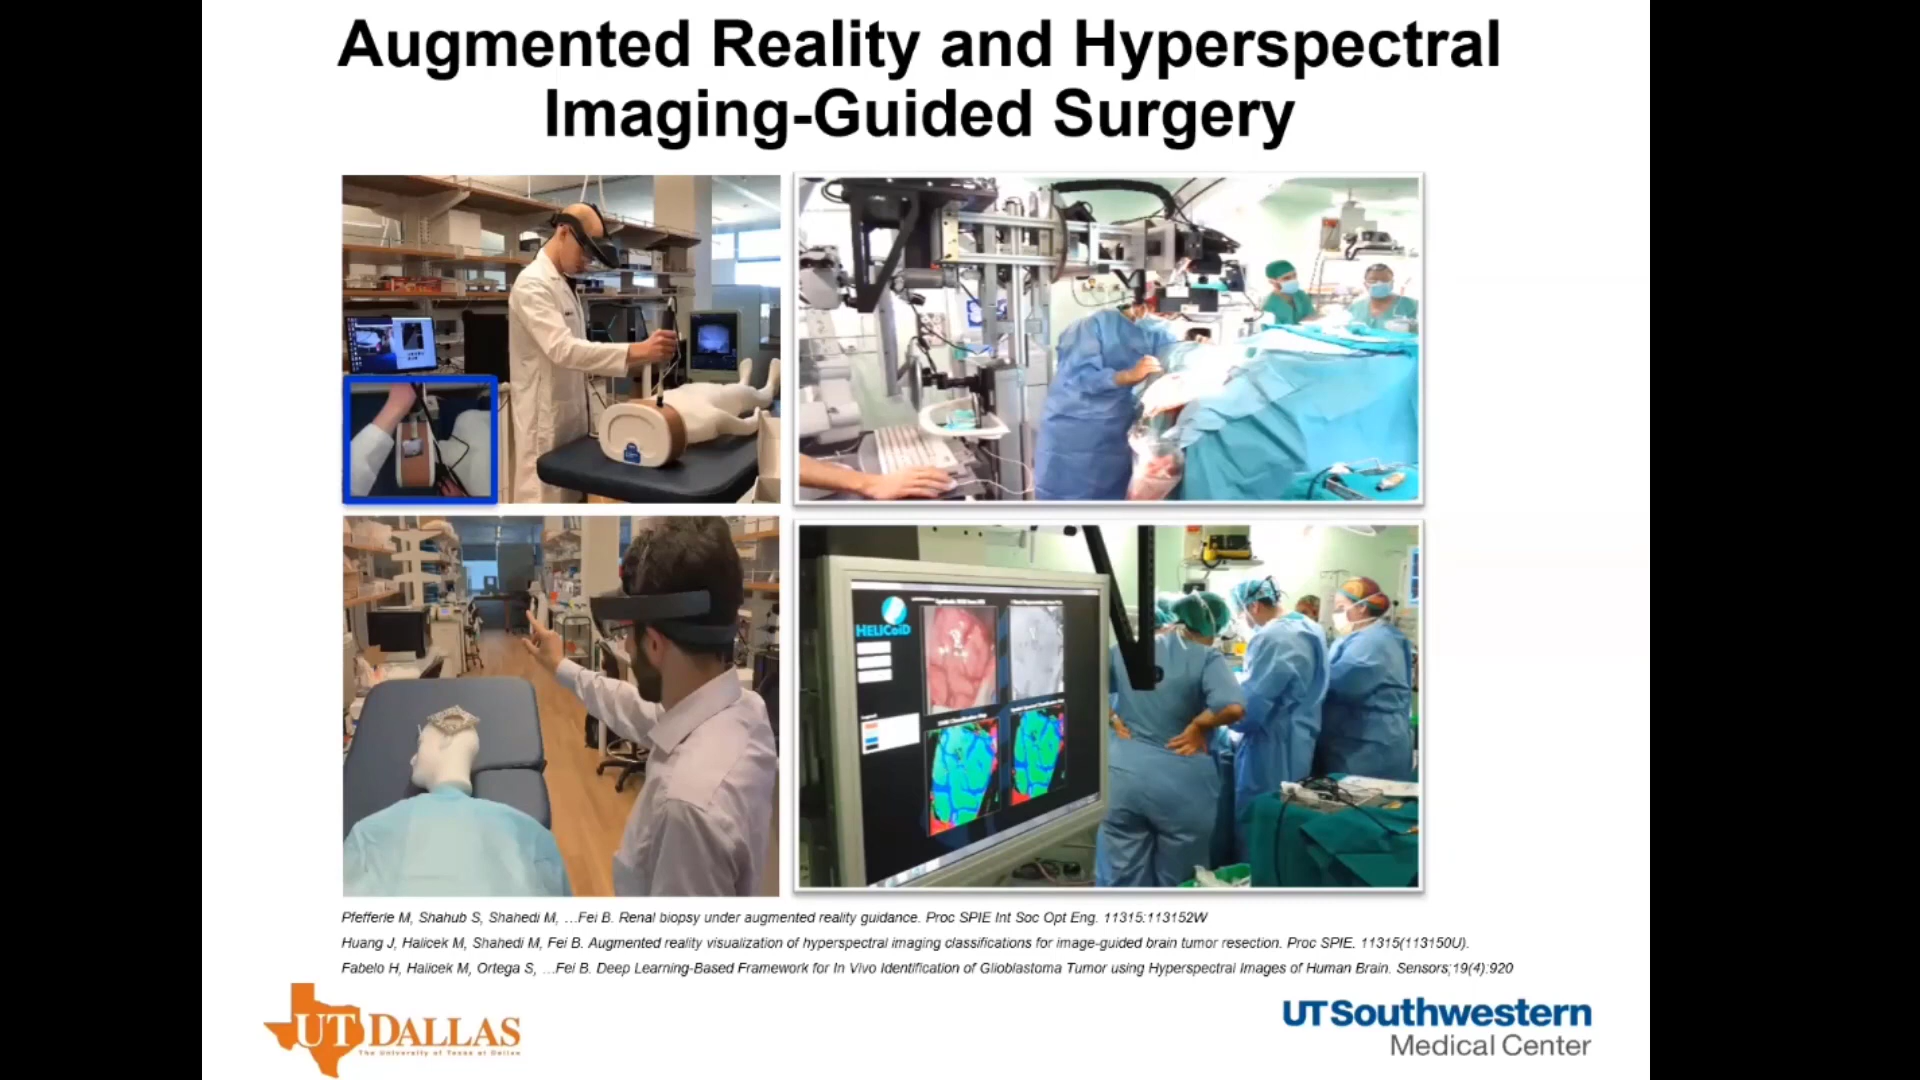 Augmented Reality and Hyperspectral
Imaging-Guided Surgery
HELICoiD
Pfefferle M, Shahub S, Shahedi M, ...Fei B. Renal biopsy under augmented reality guidance. Proc SPIE Int Soc Opt Eng. 11315:113152W
Huang J, Halicek M, Shahedi M, Fei B. Augmented reality visualization of hyperspectral imaging classifications for image-guided brain tumor resection. Proc SPIE. 11315(113150U).
Fabelo H, Halicek M, Ortega S, ...Fei B. Deep Learning-Based Framework for In Vivo Identification of Glioblastoma Tumor using Hyperspectral Images of Human Brain. Sensors;19(4):920
UT DALLAS
The University of Texas at Dallas
UTSouthwestern
Medical Center